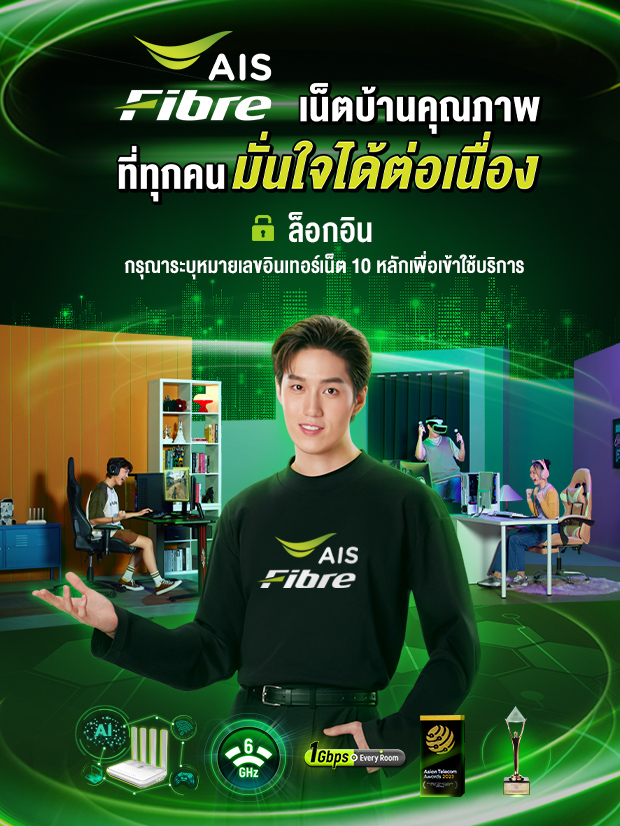 AIS
Fibre เน็ตบ้านคุณภาพ
ที่ทุกคน มั่นใจได้ต่อเนื่อง
ล็อกอิน
กรุณาระบุหมายเลขอินเทอร์เน็ต 10 หลักเพื่อเข้าใช้บริการ
AIS
Fibre
AI
6
GHz
1Gbps Every Room
Asian Telecom
Awards 2023